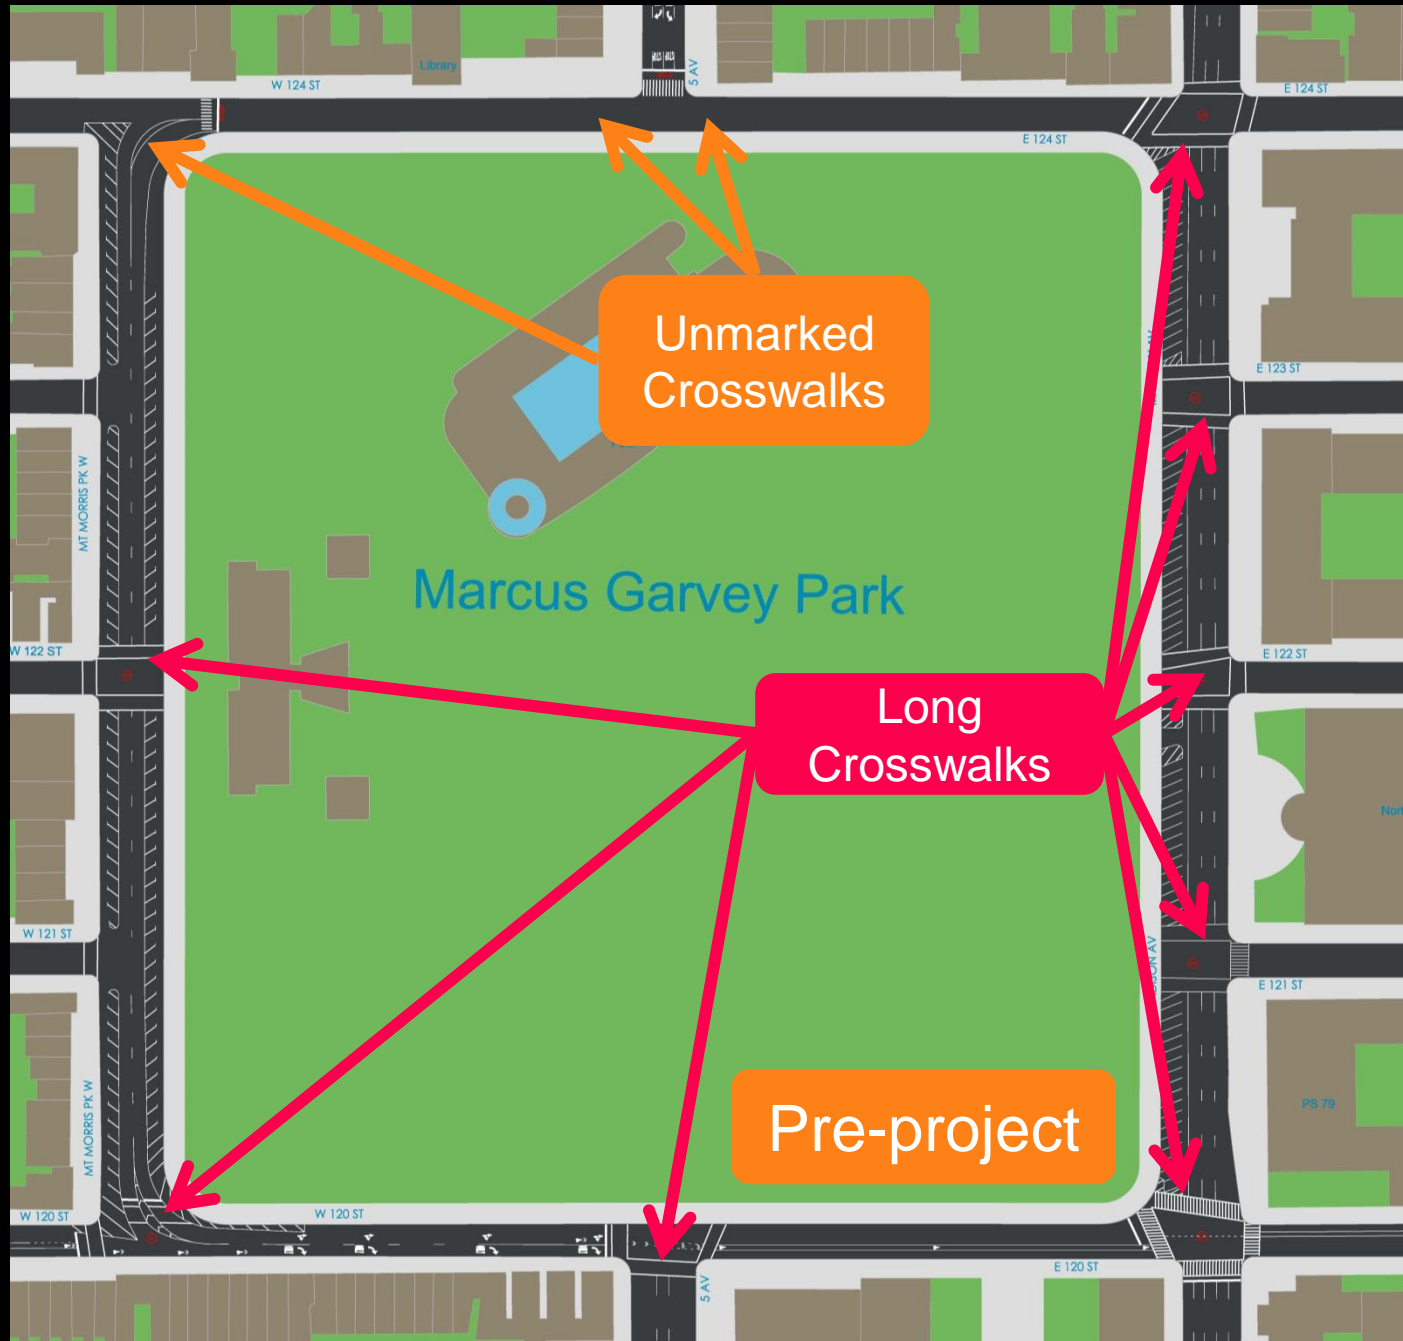 Library
W 124 ST
5 AV
E 124 ST
E 124 ST
Unmarked
Crosswalks
E 123 ST
MT MORRIS PK W
Marcus Garvey Park
W 122 ST
E 122 ST
Long
Crosswalks
W 121 ST
E 121 ST
MT MORRIS PK W
Pre-project
PS 79
W 120 ST
W 120 ST
E 120 ST
5 AV